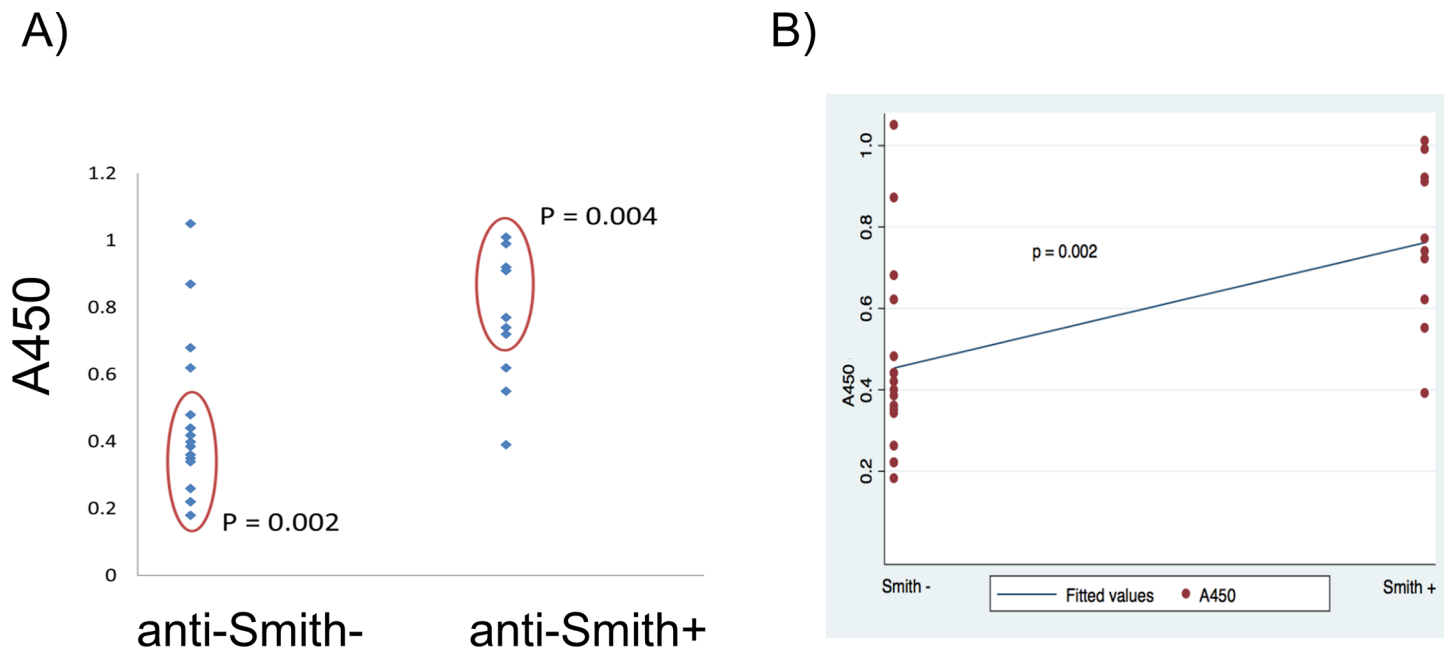 A)
B)
A450
1.2
1
0.8
0.6
0.4
0.2
0
P = 0.004
P = 0.002
anti-Smith-
anti-Smith+
A450
1.0
0.8
0.6
0.4
0.2
p = 0.002
Smith -
Smith +
Fitted values
A450